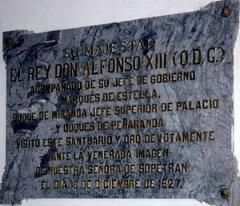 SU MAJESTAD
EL REY DON ALFONSO XIII (Q.D.G.)
ACOMPAÑADO DE SU JEFE DE GOBIERNO
MARQUÉS DE ESTELLA,
DUQUE DE MIRANDA JEFE SUPERIOR DE PALACIO
Y DUQUES DE PEÑARANDA
VISITÓ ESTE SANTUARIO Y ORÓ DEVOTAMENTE
ANTE LA VENERADA IMAGEN
DE NUESTRA SEÑORA DE SOPETRÁN
EL DÍA 8 DE DICIEMBRE DE 1927.